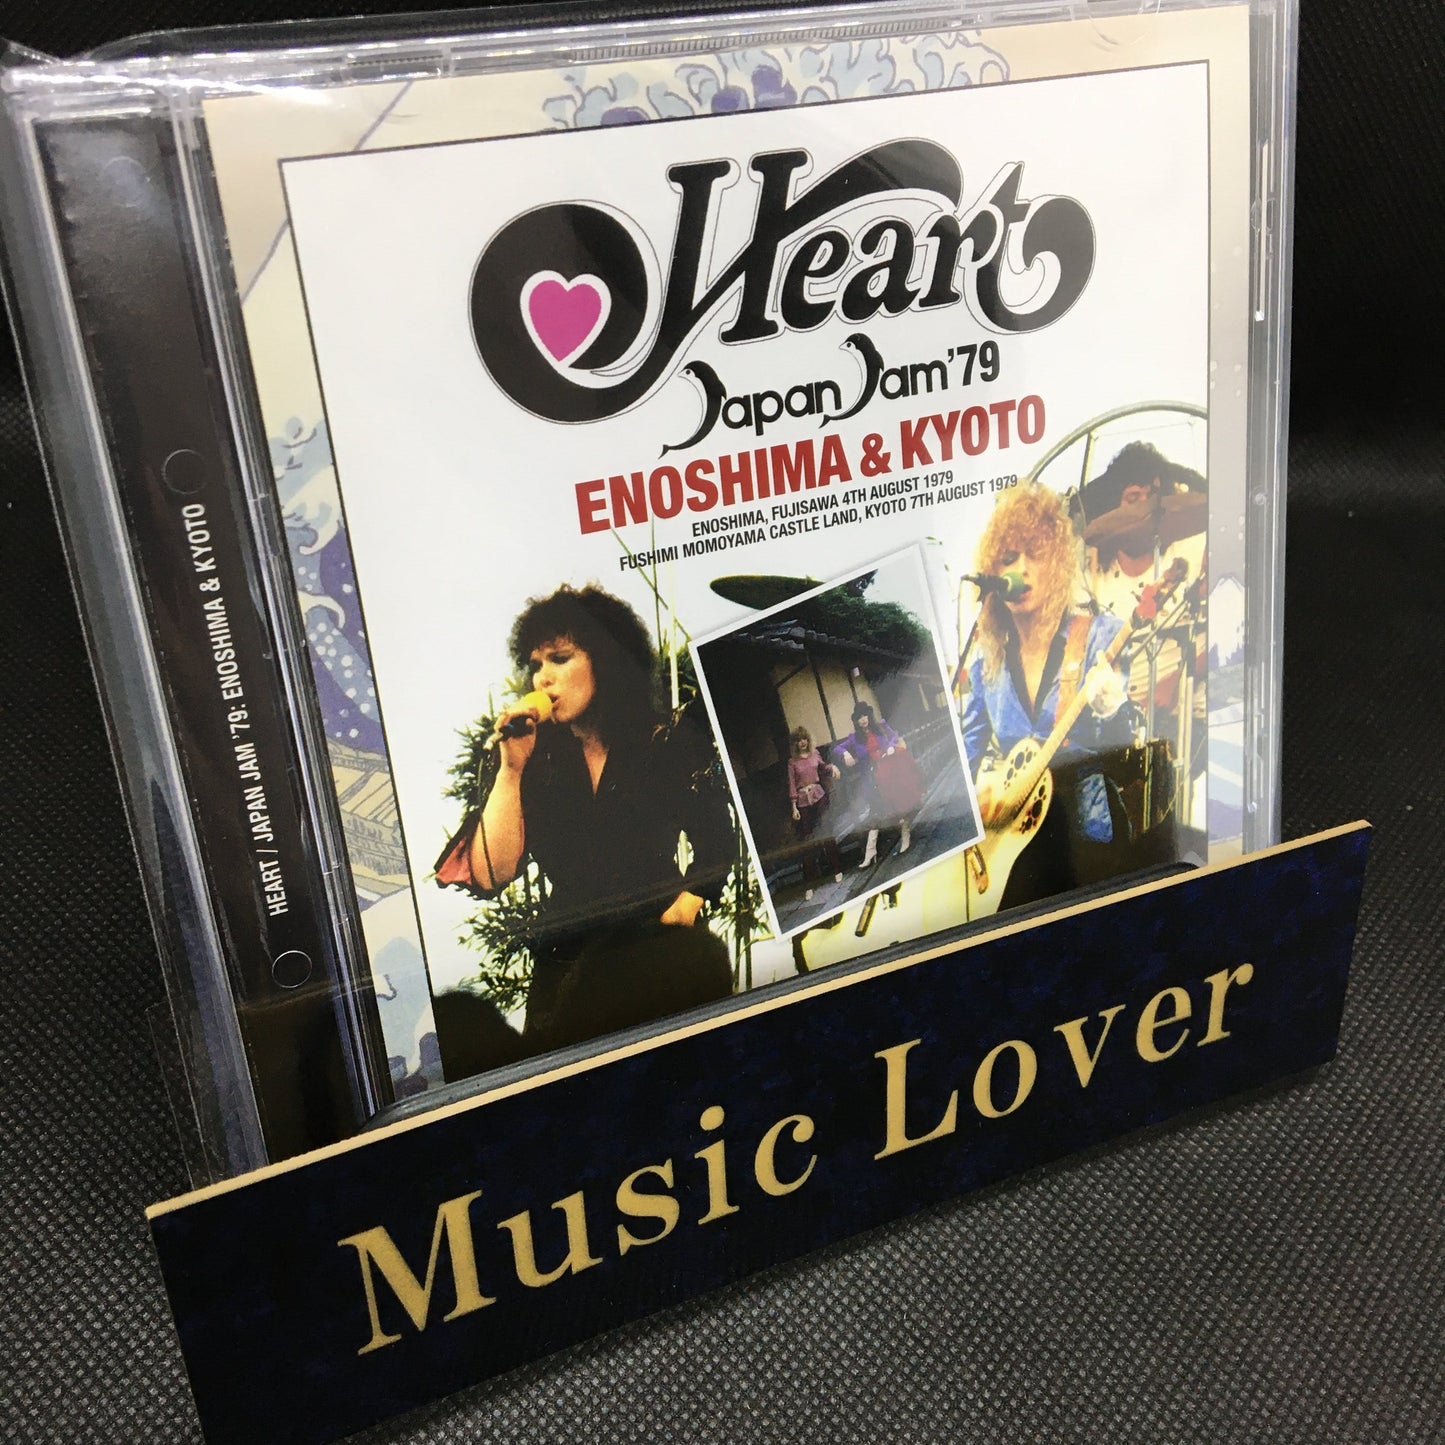 Heart
Japan Jam '79
ENOSHIMA & KYOTO
ENOSHIMA, FUJISAWA 4TH AUGUST 1979
FUSHIMI MOMOYAMA CASTLE LAND, KYOTO 7TH AUGUST 1979
HEART / JAPAN JAM '79: ENOSHIMA & KYOTO
Music Lover